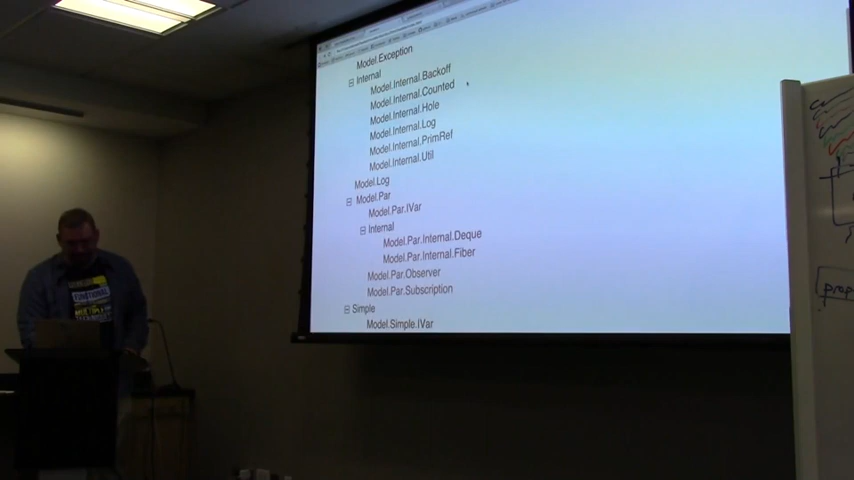 Model.Exception
Internal
Model.Internal.Backoff
Model.Internal.Counted
Model.Internal.Hole
Model.Internal.Log
Model.Internal.PrimRef
Model.Internal.Util
Model.Log
Model.Par
Model.Par.IVar
Internal
Model.Par.Internal.Deque
Model.Par.Internal.Fiber
Model.Par.Observer
Model.Par.Subscription
Simple
Model.Simple.IVar
FUNCTIONAL
prop